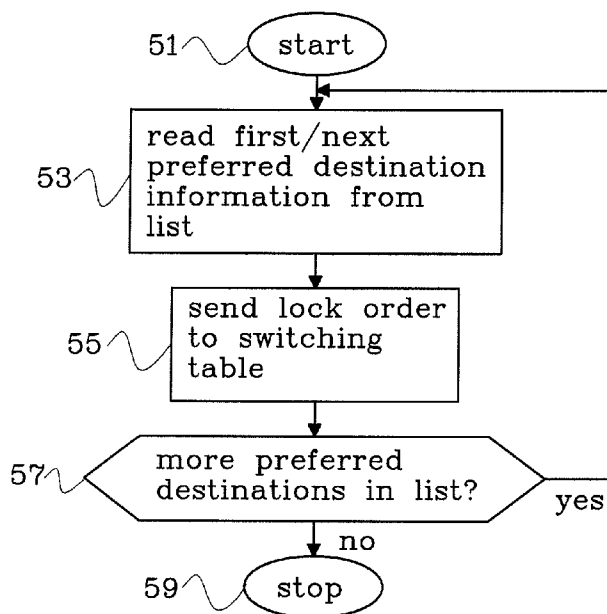 51
start
read first/next
preferred destination
information from
list
53
send lock order
to switching
table
55
more preferred
destinations in list?
57
yes
no
59
stop